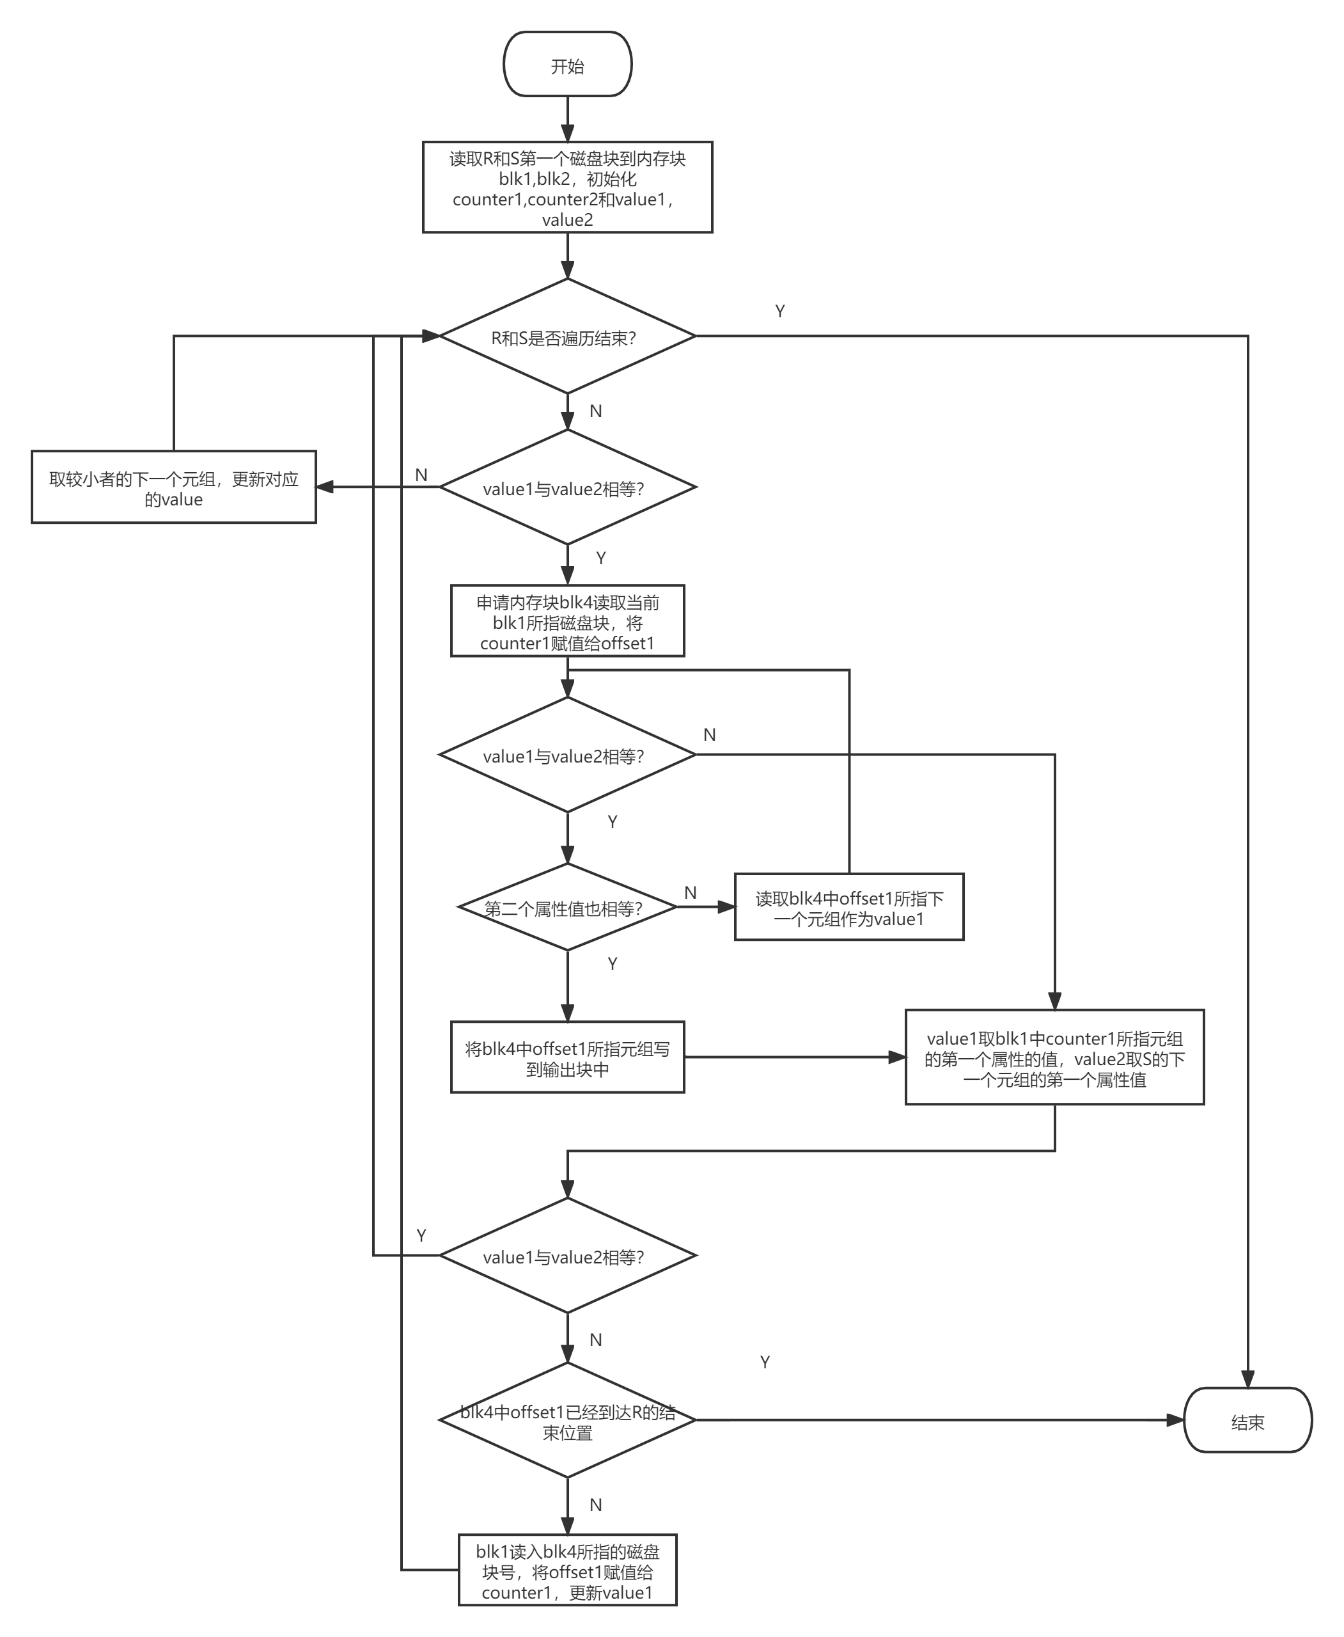 开始
读取R和S第一个磁盘块到内存块
blk1,blk2，初始化
counter1,counter2和value1，
value2
Y
R和S是否遍历结束？
N
取较小者的下一个元组，更新对应
的value
N
value1与value2相等？
Y
申请内存块blk4读取当前
blk1所指磁盘块，将
counter1赋值给offset1
N
value1与value2相等？
Y
第二个属性值也相等？
N
读取blk4中offset1所指下
一个元组作为value1
Y
将blk4中offset1所指元组写
到输出块中
value1取blk1中counter1所指元组
的第一个属性的值，value2取S的下
一个元组的第一个属性值
Y
value1与value2相等？
N
Y
blk4中offset1已经到达R的结
束位置
结束
N
blk1读入blk4所指的磁盘
块号，将offset1赋值给
counter1，更新value1